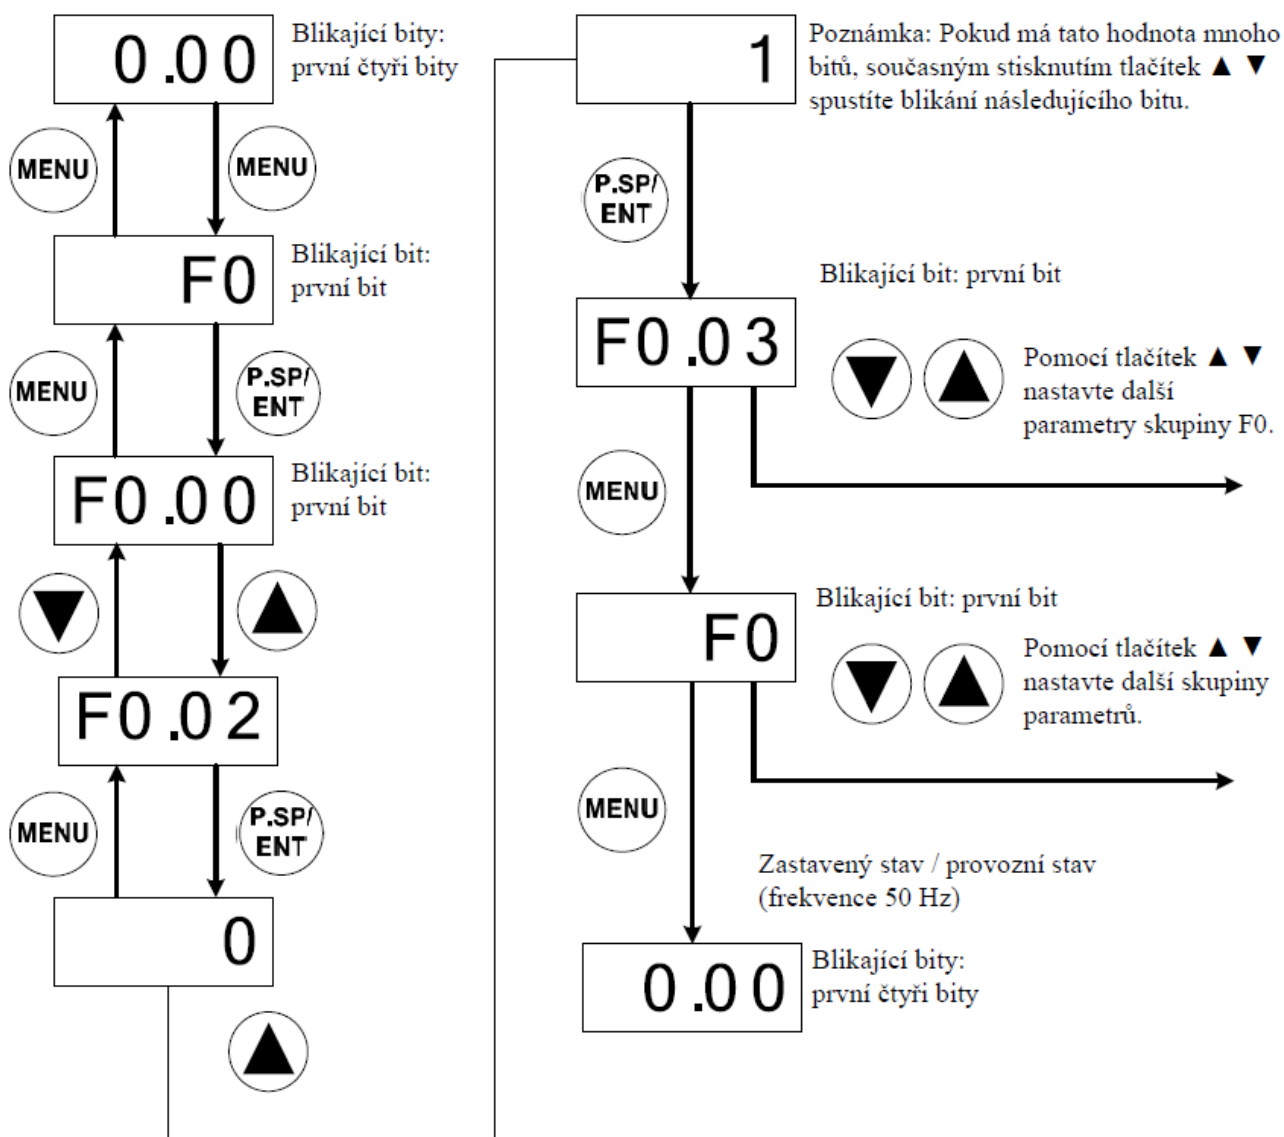 0.00
Blikající bity:
první čtyři bity
MENU
MENU
F0
Blikající bit:
první bit
MENU
P.SP/
ENT
F0.00
Blikající bit:
první bit
▼
▲
F0.02
MENU
P.SP/
ENT
0
▲
1
Poznámka: Pokud má tato hodnota mnoho
bitů, současným stisknutím tlačítek ▲ ▼
spustíte blikání následujícího bitu.
P.SP/
ENT
Blikající bit: první bit
F0.03
▼ ▲
Pomocí tlačítek ▲ ▼
nastavte další
parametry skupiny F0.
MENU
Blikající bit: první bit
F0
▼ ▲
Pomocí tlačítek ▲ ▼
nastavte další skupiny
parametrů.
MENU
Zastavený stav / provozní stav
(frekvence 50 Hz)
0.00
Blikající bity:
první čtyři bity